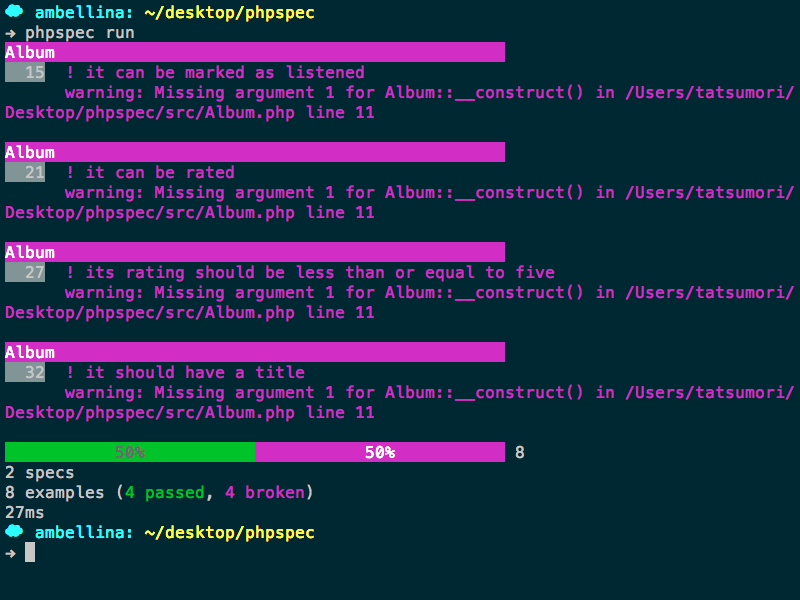 ambellina: ~/desktop/phpspec
→ phpspec run
Album
15 ! it can be marked as listened
warning: Missing argument 1 for Album::__construct() in /Users/tatsumori/
Desktop/phpspec/src/Album.php line 11
Album
21 ! it can be rated
warning: Missing argument 1 for Album::__construct() in /Users/tatsumori/
Desktop/phpspec/src/Album.php line 11
Album
27 ! its rating should be less than or equal to five
warning: Missing argument 1 for Album::__construct() in /Users/tatsumori/
Desktop/phpspec/src/Album.php line 11
Album
32 ! it should have a title
warning: Missing argument 1 for Album::__construct() in /Users/tatsumori/
Desktop/phpspec/src/Album.php line 11
50% 50% 8
2 specs
8 examples (4 passed, 4 broken)
27ms
ambellina: ~/desktop/phpspec
→